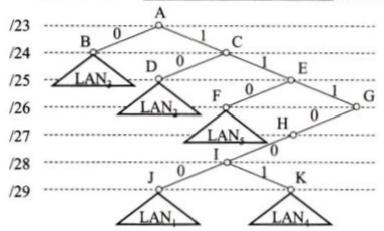 /23 A
0 1
/24 B C
0 1
LAN₃ /25 D E
0 1
LAN₂ /26 F G
0
LAN₅ /27 H
0
/28 I
0 1
/29 J K
LAN₁ LAN₄